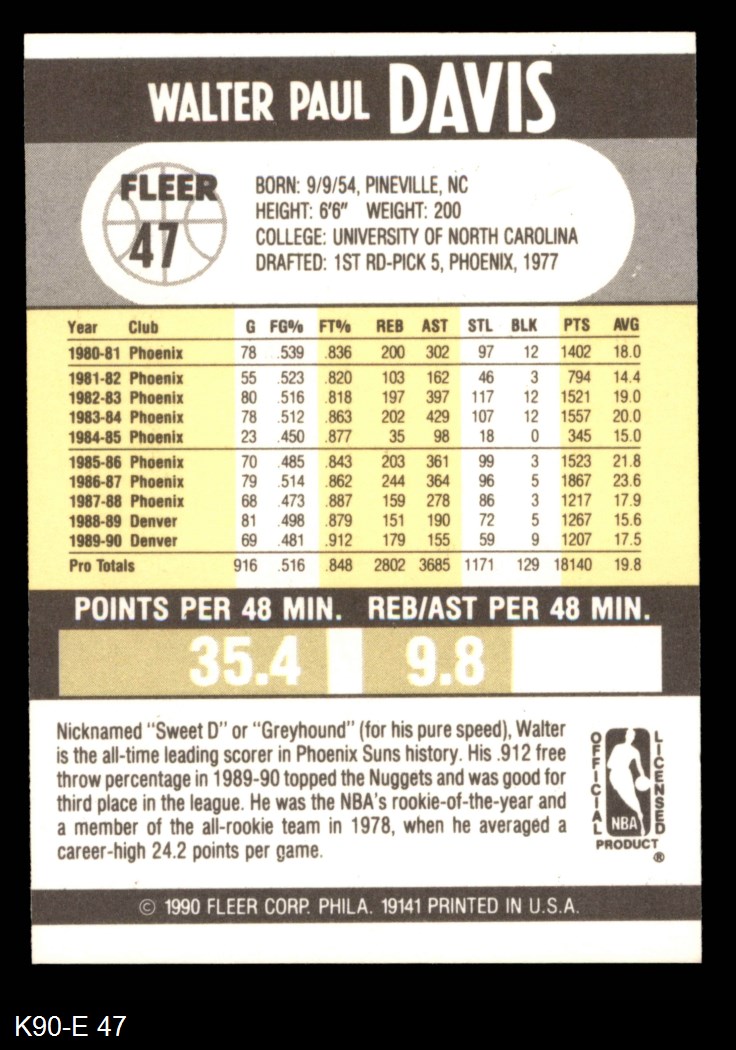 WALTER PAUL DAVIS
FLEER
47
BORN: 9/9/54, PINEVILLE, NC
HEIGHT: 6'6" WEIGHT: 200
COLLEGE: UNIVERSITY OF NORTH CAROLINA
DRAFTED: 1ST RD-PICK 5, PHOENIX, 1977
Year Club G FG% FT% REB AST STL BLK PTS AVG
1980-81 Phoenix 78 .539 .836 200 302 97 12 1402 18.0
1981-82 Phoenix 55 .523 .820 103 162 46 3 794 14.4
1982-83 Phoenix 80 .516 .818 197 397 117 12 1521 19.0
1983-84 Phoenix 78 .512 .863 202 429 107 12 1557 20.0
1984-85 Phoenix 23 .450 .877 35 98 18 0 345 15.0
1985-86 Phoenix 70 .485 .843 203 361 99 3 1523 21.8
1986-87 Phoenix 79 .514 .862 244 364 96 5 1867 23.6
1987-88 Phoenix 68 .473 .887 159 278 86 3 1217 17.9
1988-89 Denver 81 .498 .879 151 190 72 5 1267 15.6
1989-90 Denver 69 .481 .912 179 155 59 9 1207 17.5
Pro Totals 916 .516 .848 2802 3685 1171 129 18140 19.8
POINTS PER 48 MIN. REB/AST PER 48 MIN.
35.4 9.8
Nicknamed "Sweet D" or "Greyhound" (for his pure speed), Walter
is the all-time leading scorer in Phoenix Suns history. His .912 free
throw percentage in 1989-90 topped the Nuggets and was good for
third place in the league. He was the NBA's rookie-of-the-year and
a member of the all-rookie team in 1978, when he averaged a
career-high 24.2 points per game.
OFFICIAL
NBA
LICENSED
PRODUCT
®
© 1990 FLEER CORP. PHILA. 19141 PRINTED IN U.S.A.
K90-E 47